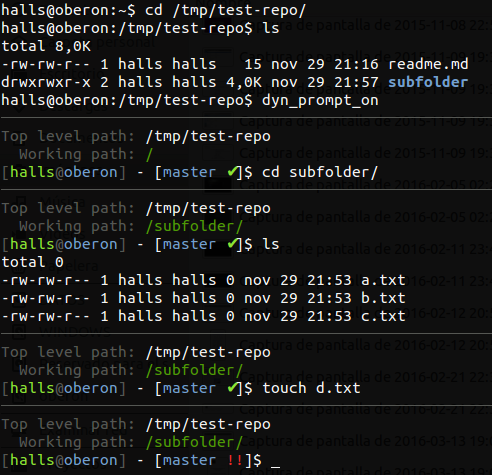 halls@oberon:~$ cd /tmp/test-repo/
halls@oberon:/tmp/test-repo$ ls
total 8,0K
-rw-rw-r-- 1 halls halls   15 nov 29 21:16 readme.md
drwxrwxr-x 2 halls halls 4,0K nov 29 21:57 subfolder
halls@oberon:/tmp/test-repo$ dyn_prompt_on
Top level path: /tmp/test-repo
Working path: /
[halls@oberon] - [master ✔]$ cd subfolder/
Top level path: /tmp/test-repo
Working path: /subfolder/
[halls@oberon] - [master ✔]$ ls
total 0
-rw-rw-r-- 1 halls halls 0 nov 29 21:53 a.txt
-rw-rw-r-- 1 halls halls 0 nov 29 21:53 b.txt
-rw-rw-r-- 1 halls halls 0 nov 29 21:53 c.txt
Top level path: /tmp/test-repo
Working path: /subfolder/
[halls@oberon] - [master ✔]$ touch d.txt
Top level path: /tmp/test-repo
Working path: /subfolder/
[halls@oberon] - [master !!]$ _